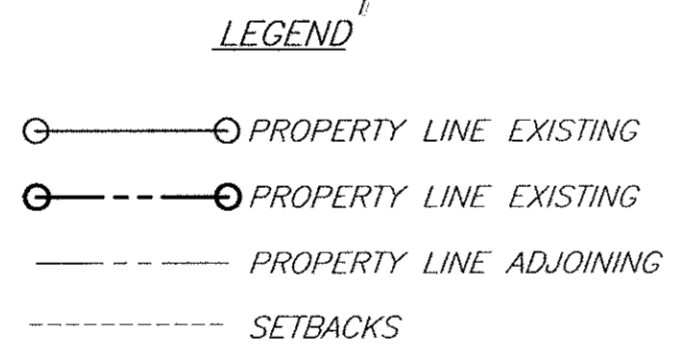 LEGEND
PROPERTY LINE EXISTING
PROPERTY LINE EXISTING
PROPERTY LINE ADJOINING
SETBACKS